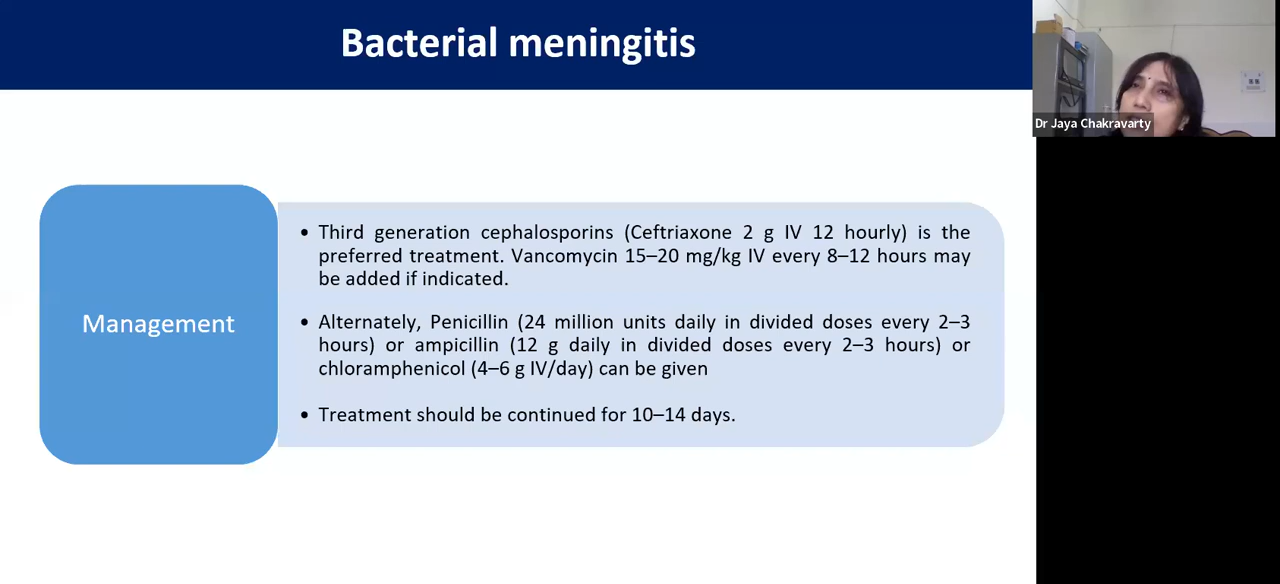 Bacterial meningitis
Dr Jaya Chakravarty
Management
• Third generation cephalosporins (Ceftriaxone 2 g IV 12 hourly) is the
preferred treatment. Vancomycin 15–20 mg/kg IV every 8–12 hours may
be added if indicated.
• Alternately, Penicillin (24 million units daily in divided doses every 2–3
hours) or ampicillin (12 g daily in divided doses every 2–3 hours) or
chloramphenicol (4–6 g IV/day) can be given
• Treatment should be continued for 10–14 days.